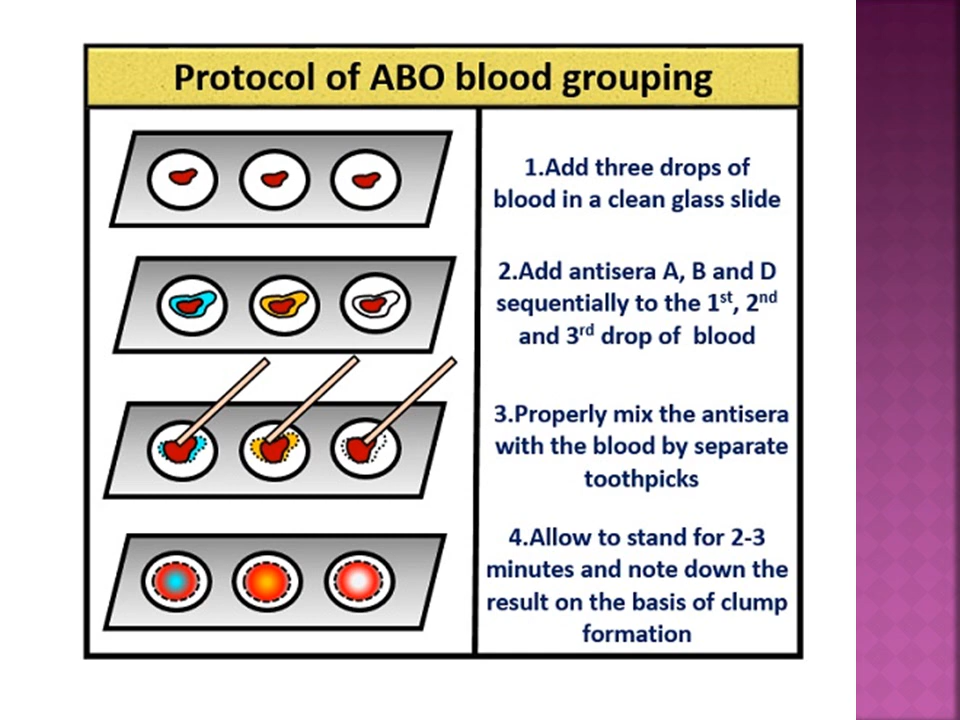 Protocol of ABO blood grouping
1.Add three drops of
blood in a clean glass slide
2.Add antisera A, B and D
sequentially to the 1st, 2nd
and 3rd drop of blood
3.Properly mix the antisera
with the blood by separate
toothpicks
4.Allow to stand for 2-3
minutes and note down the
result on the basis of clump
formation